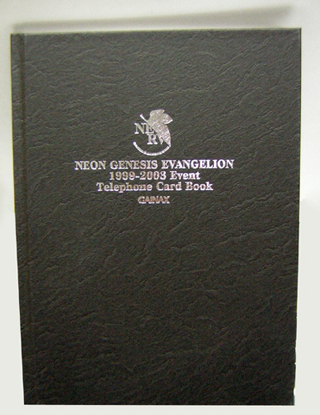 NERV
NEON GENESIS EVANGELION
1999-2003 Event
Telephone Card Book
GAINAX